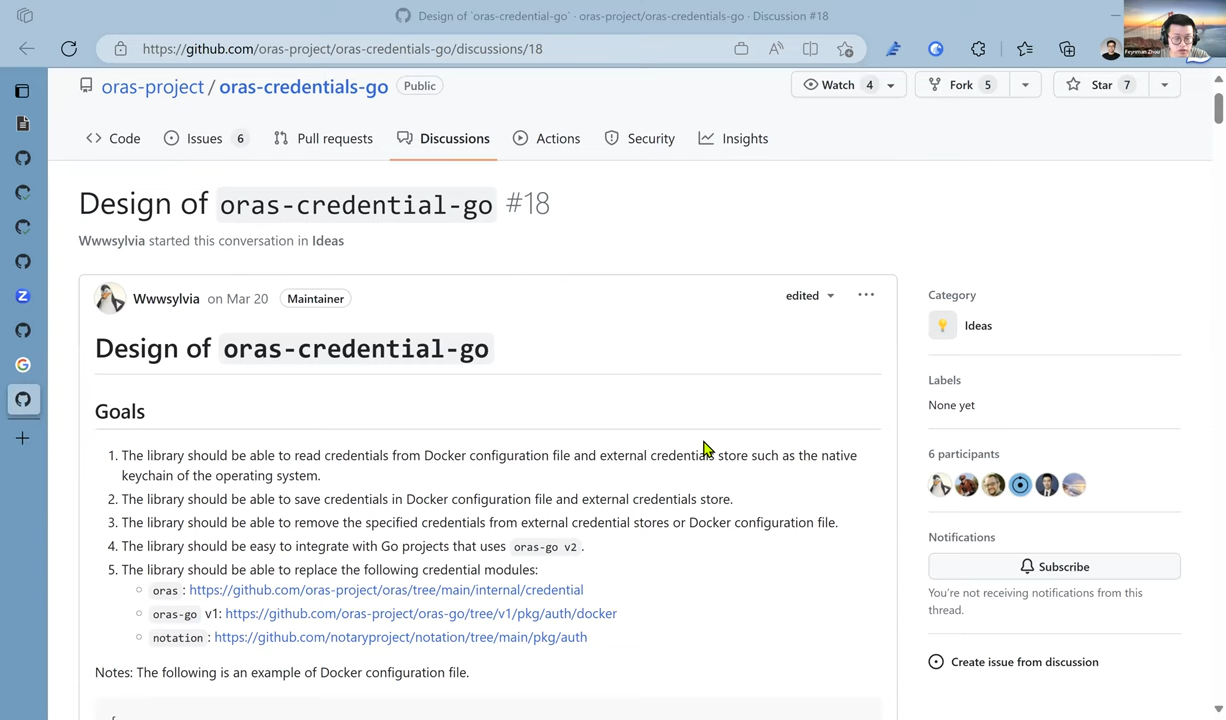 Design of `oras-credential-go` · oras-project/oras-credentials-go · Discussion #18
https://github.com/oras-project/oras-credentials-go/discussions/18
Feynman Zhou
oras-project / oras-credentials-go Public
Watch 4
Fork 5
Star 7
Code
Issues 6
Pull requests
Discussions
Actions
Security
Insights
Design of oras-credential-go #18
Wwwsylvia started this conversation in Ideas
Wwwsylvia on Mar 20 Maintainer
edited
Design of oras-credential-go
Goals
1. The library should be able to read credentials from Docker configuration file and external credentials store such as the native
keychain of the operating system.
2. The library should be able to save credentials in Docker configuration file and external credentials store.
3. The library should be able to remove the specified credentials from external credential stores or Docker configuration file.
4. The library should be easy to integrate with Go projects that uses oras-go v2 .
5. The library should be able to replace the following credential modules:
oras : https://github.com/oras-project/oras/tree/main/internal/credential
oras-go v1: https://github.com/oras-project/oras-go/tree/v1/pkg/auth/docker
notation : https://github.com/notaryproject/notation/tree/main/pkg/auth
Notes: The following is an example of Docker configuration file.
{
Category
Ideas
Labels
None yet
6 participants
Notifications
Subscribe
You're not receiving notifications from this
thread.
Create issue from discussion